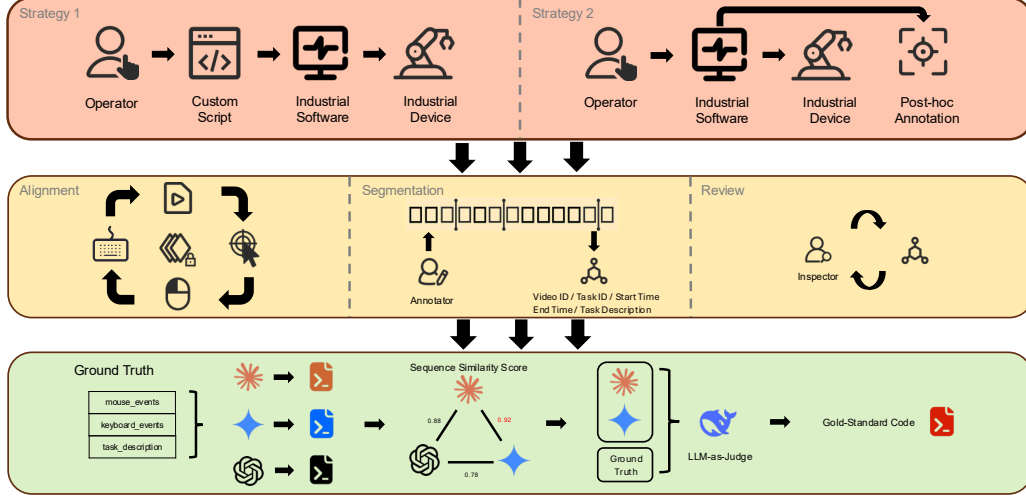 Strategy 1
Strategy 2
Operator
Custom
Script
Industrial
Software
Industrial
Device
Operator
Industrial
Software
Industrial
Device
Post-hoc
Annotation
Alignment
Segmentation
Review
Annotator
Video ID / Task ID / Start Time
End Time / Task Description
Inspector
Ground Truth
mouse_events
keyboard_events
task_description
Sequence Similarity Score
0.88
0.92
0.78
Ground
Truth
LLM-as-Judge
Gold-Standard Code